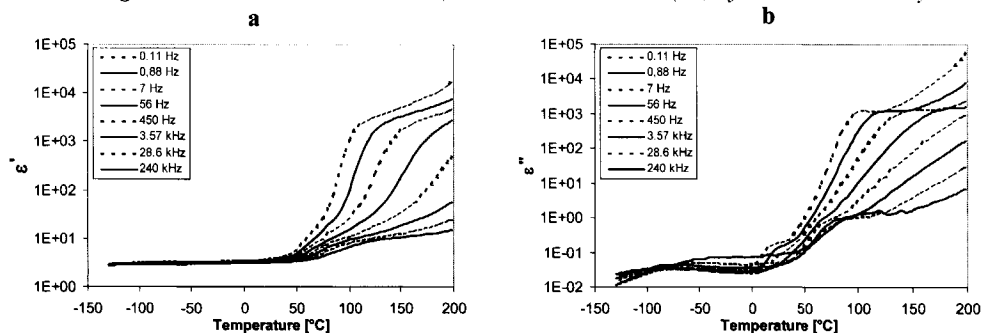 a
b
1E+05
1E+04
1E+03
1E+02
1E+01
1E+00
ε'
0.11 Hz
0,88 Hz
7 Hz
56 Hz
450 Hz
3.57 kHz
28.6 kHz
240 kHz
-150 -100 -50 0 50 100 150 200
Temperature [°C]
1E+05
1E+04
1E+03
1E+02
1E+01
1E+00
1E-01
1E-02
ε"
0.11 Hz
0,88 Hz
7 Hz
56 Hz
450 Hz
3.57 kHz
28.6 kHz
240 kHz
-150 -100 -50 0 50 100 150 200
Temperature [°C]